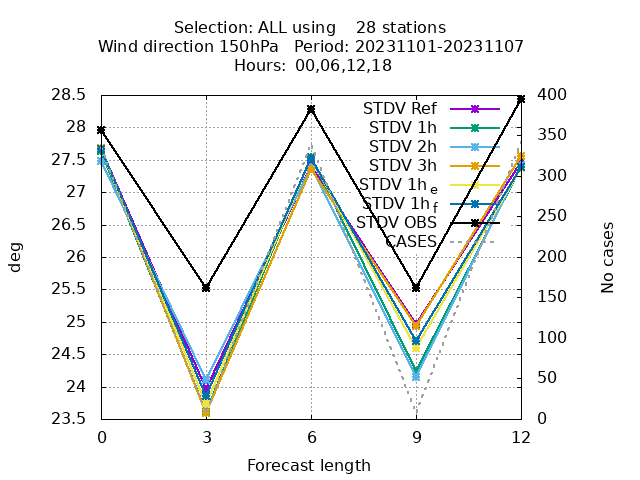 Selection: ALL using 28 stations
Wind direction 150hPa Period: 20231101-20231107
Hours: 00,06,12,18
28.5
28
27.5
27
26.5
26
25.5
25
24.5
24
23.5
deg
STDV Ref
STDV 1h
STDV 2h
STDV 3h
STDV 1h e
STDV 1h f
STDV OBS
CASES
400
350
300
250
200
150
100
50
0
No cases
0 3 6 9 12
Forecast length